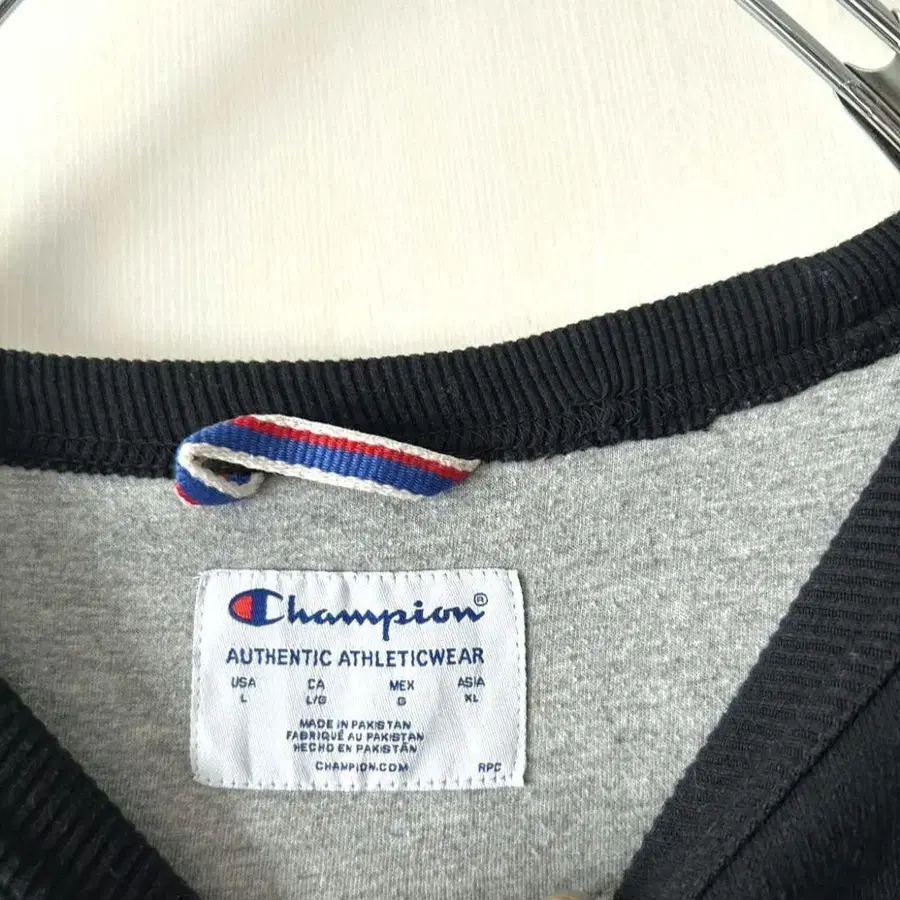 Champion®
AUTHENTIC ATHLETICWEAR
USA CA MEX ASIA
L L/G G XL
MADE IN PAKISTAN
FABRIQUÉ AU PAKISTAN
HECHO EN PAKISTÁN
CHAMPION.COM RPC